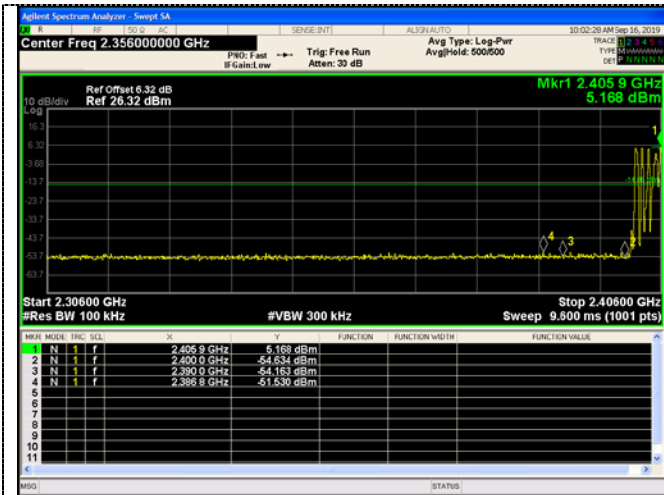 Agilent Spectrum Analyzer - Swept SA
R RF 50 Ω AC SENSE:INT ALIGNAUTO 10:02:28 AM Sep 16, 2019
Center Freq 2.356000000 GHz
PNO: Fast
IFGain:Low
Trig: Free Run
Atten: 30 dB
Avg Type: Log-Pwr
Avg|Hold: 500/500
TRACE 1 2 3 4 5 6
TYPE M
DET P N N N N N
Ref Offset 6.32 dB
Ref 26.32 dBm
10 dB/div
Log
Mkr1 2.405 9 GHz
5.168 dBm
16.3
6.32
-3.68
-13.7
-23.7
-33.7
-43.7
-53.7
-63.7
1
4
3
2
Start 2.30600 GHz
Stop 2.40600 GHz
#Res BW 100 kHz
#VBW 300 kHz
Sweep 9.600 ms (1001 pts)
MKR MODE TRC SCL X Y FUNCTION FUNCTION WIDTH FUNCTION VALUE
1 N 1 f 2.405 9 GHz 5.168 dBm
2 N 1 f 2.400 0 GHz -54.634 dBm
3 N 1 f 2.390 0 GHz -54.163 dBm
4 N 1 f 2.386 8 GHz -51.530 dBm
5
6
7
8
9
10
11
MSG
STATUS